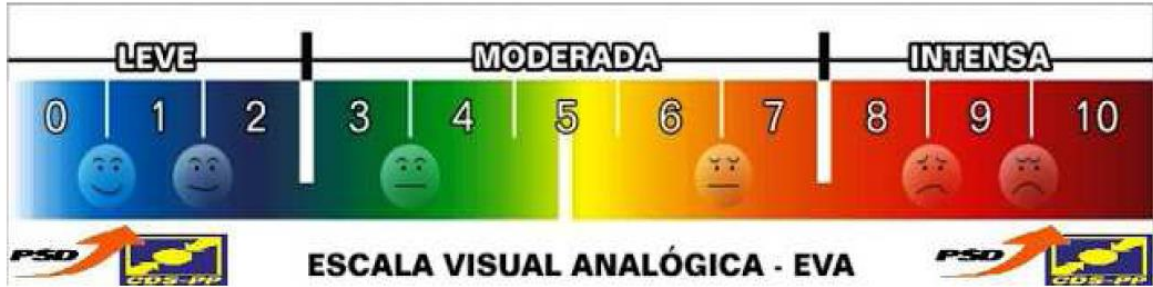 LEVE MODERADA INTENSA
0 1 2 3 4 5 6 7 8 9 10
PSD CDS-PP ESCALA VISUAL ANALÓGICA - EVA PSD CDS-PP